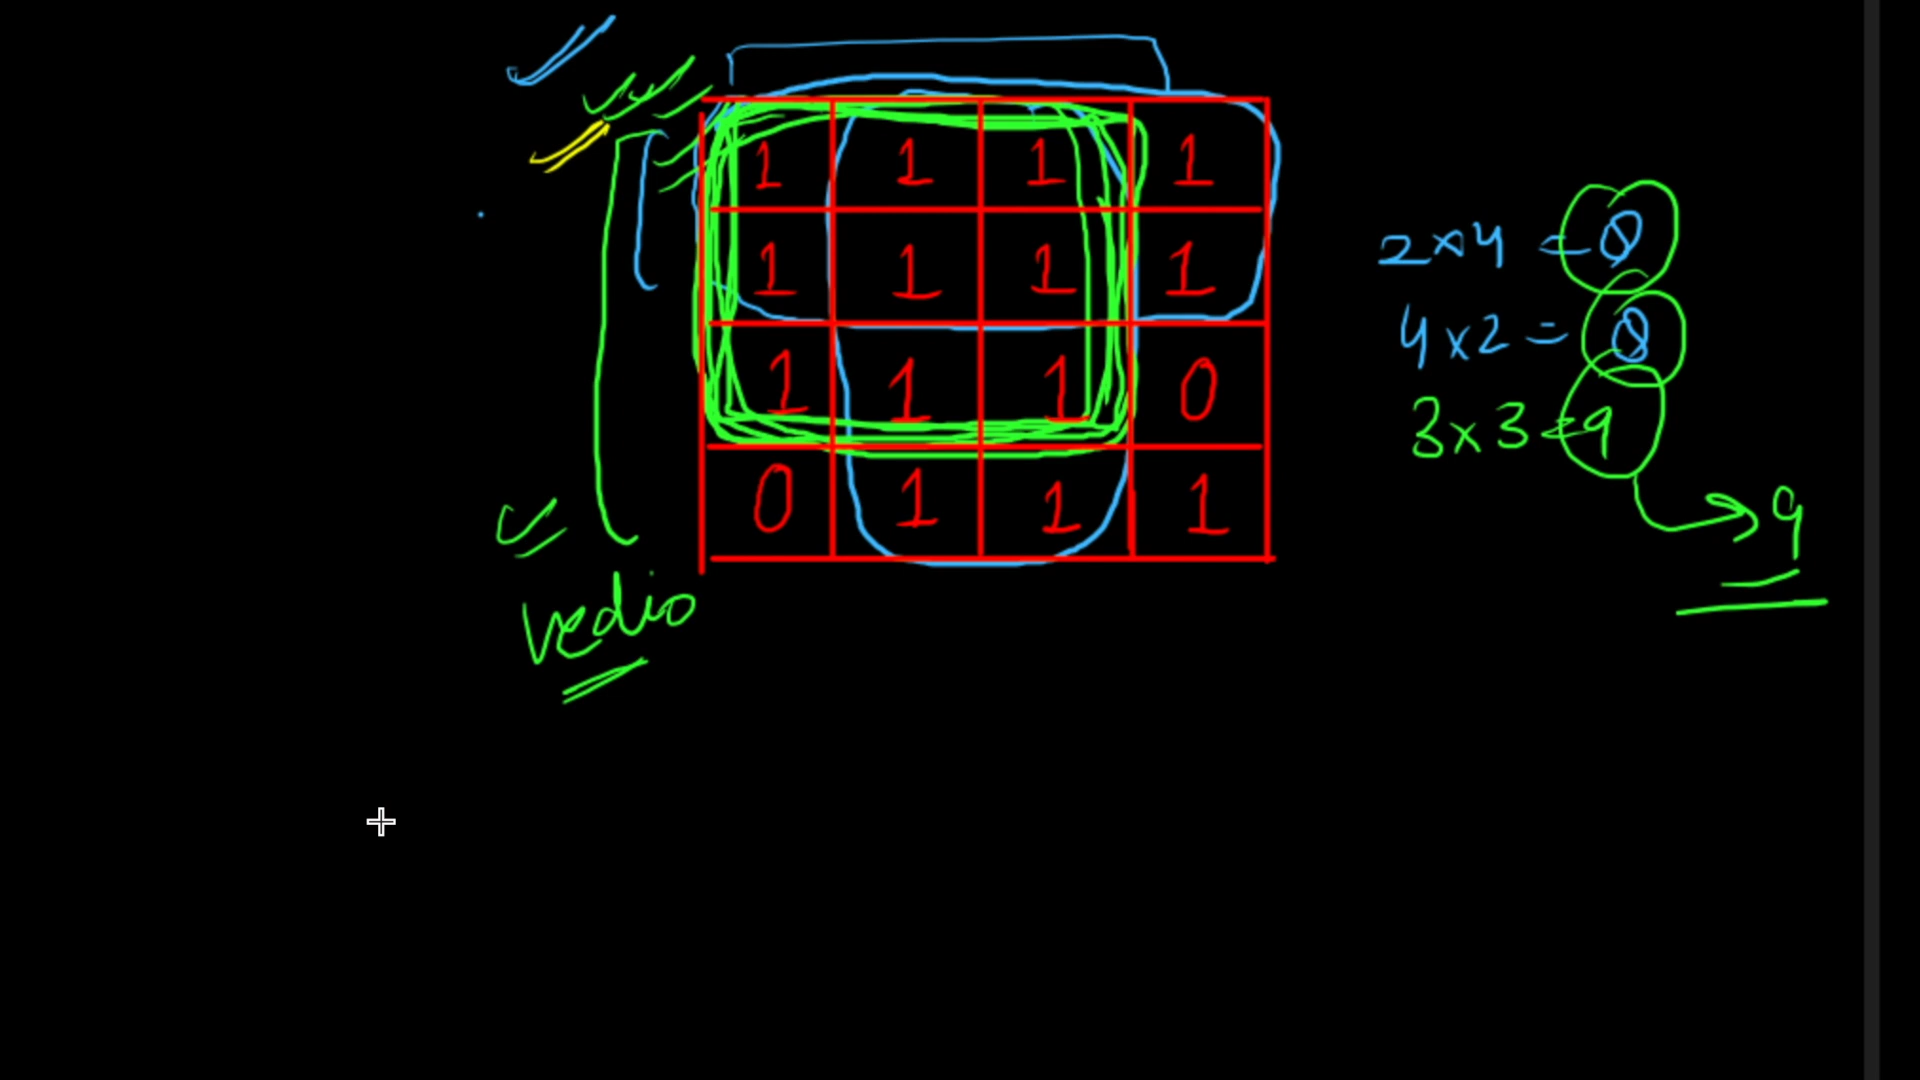 1 1 1 1
1 1 1 1
1 1 1 0
0 1 1 1
2x4 = 8
4x2 = 8
3x3 = 9
9
vedio